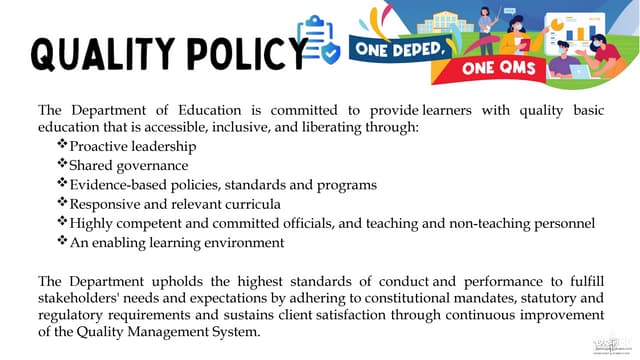 QUALITY POLICY
ONE DEPED,
ONE QMS
The Department of Education is committed to provide learners with quality basic
education that is accessible, inclusive, and liberating through:
❖Proactive leadership
❖Shared governance
❖Evidence-based policies, standards and programs
❖Responsive and relevant curricula
❖Highly competent and committed officials, and teaching and non-teaching personnel
❖An enabling learning environment
The Department upholds the highest standards of conduct and performance to fulfill
stakeholders' needs and expectations by adhering to constitutional mandates, statutory and
regulatory requirements and sustains client satisfaction through continuous improvement
of the Quality Management System.